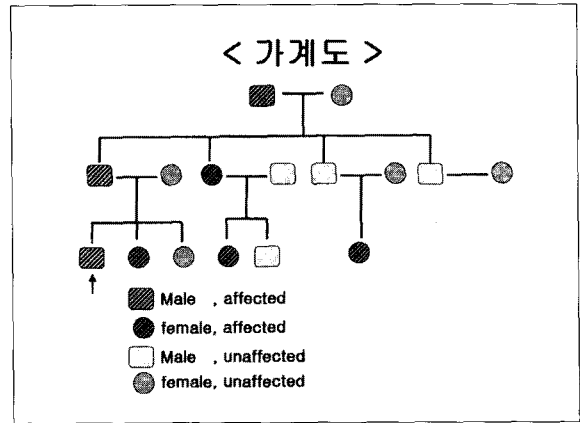 < 가계도 >
Male , affected
female, affected
Male , unaffected
female, unaffected